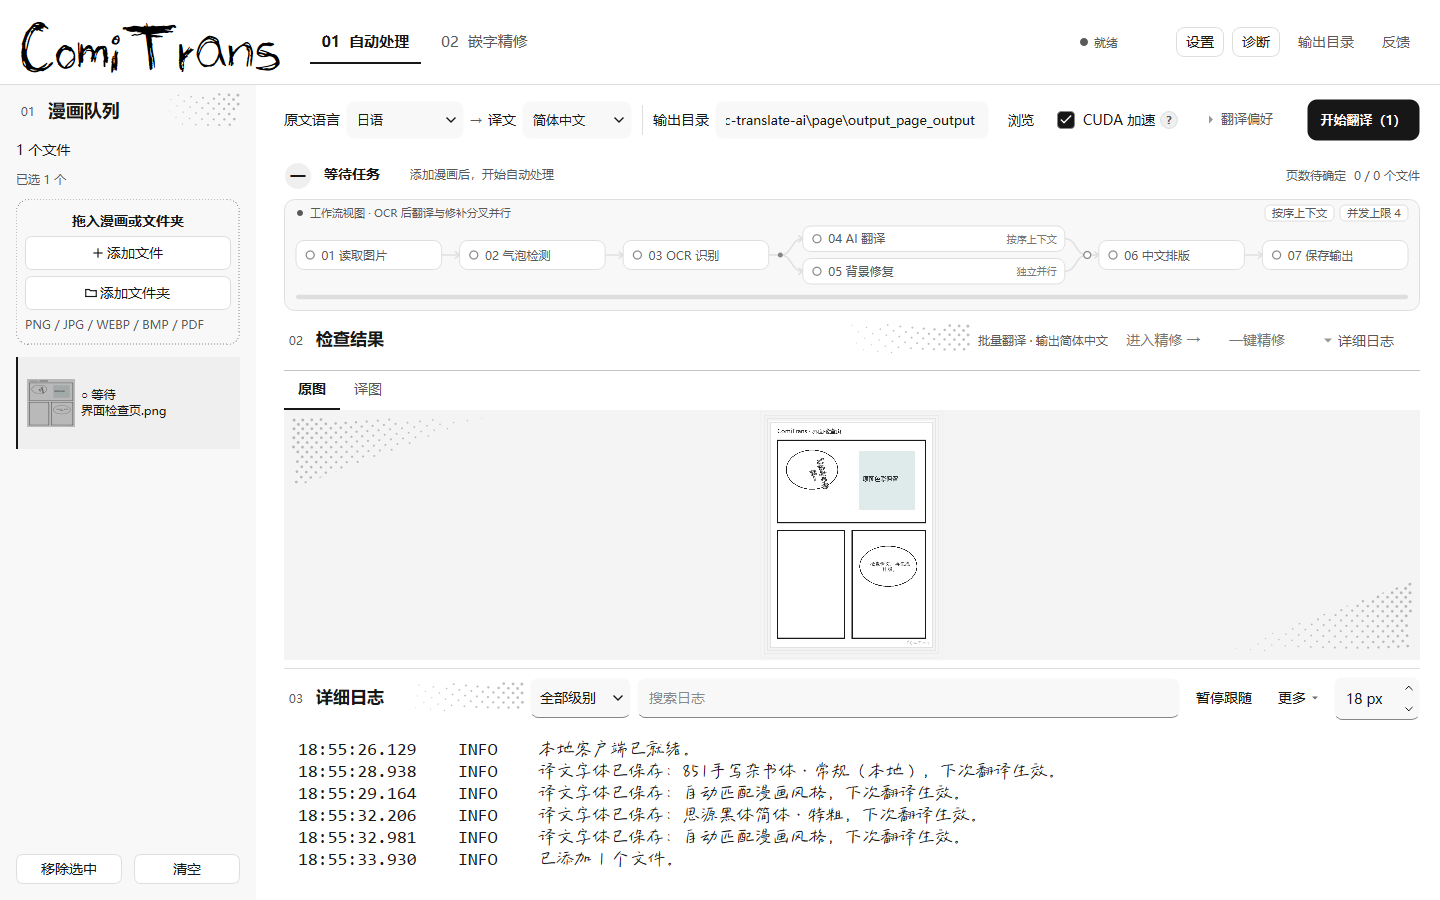 ComiTrans
01 自动处理
02 嵌字精修
就绪
设置
诊断
输出目录
反馈
01 漫画队列
1 个文件
已选 1 个
拖入漫画或文件夹
添加文件
添加文件夹
PNG / JPG / WEBP / BMP / PDF
等待
界面检查页.png
移除选中
清空
原文语言 日语 → 译文 简体中文
输出目录 c-translate-ai\page\output_page_output 浏览
CUDA 加速 ?
翻译偏好
开始翻译（1）
等待任务 添加漫画后，开始自动处理
页数待确定 0 / 0 个文件
工作流视图 · OCR 后翻译与修补分叉并行
按序上下文
并发上限 4
01 读取图片
02 气泡检测
03 OCR 识别
04 AI 翻译 按序上下文
05 背景修复 独立并行
06 中文排版
07 保存输出
02 检查结果
批量翻译 · 输出简体中文
进入精修 →
一键精修
详细日志
原图
译图
03 详细日志
全部级别
搜索日志
暂停跟随
更多
18 px
18:55:26.129 INFO 本地客户端已就绪。
18:55:28.938 INFO 译文字体已保存：851手写杂书体 · 常规（本地），下次翻译生效。
18:55:29.164 INFO 译文字体已保存：自动匹配漫画风格，下次翻译生效。
18:55:32.206 INFO 译文字体已保存：思源黑体简体 · 特粗，下次翻译生效。
18:55:32.981 INFO 译文字体已保存：自动匹配漫画风格，下次翻译生效。
18:55:33.930 INFO 已添加 1 个文件。